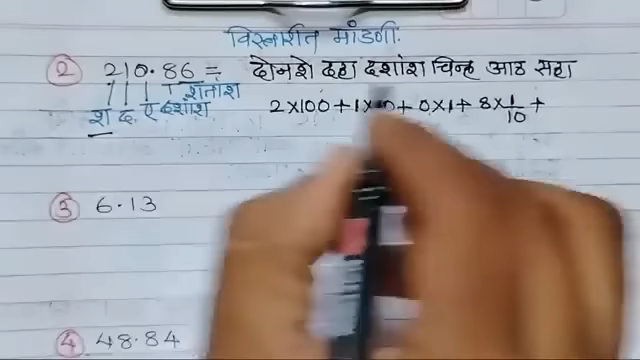 विस्तारीत मांडणी.
② 210.86 = दोनशे दहा दशांश चिन्ह आठ सहा
श द ए दशांश शतांश
2×100+1×10+0×1+8×1/10+
③ 6.13
④ 48.84